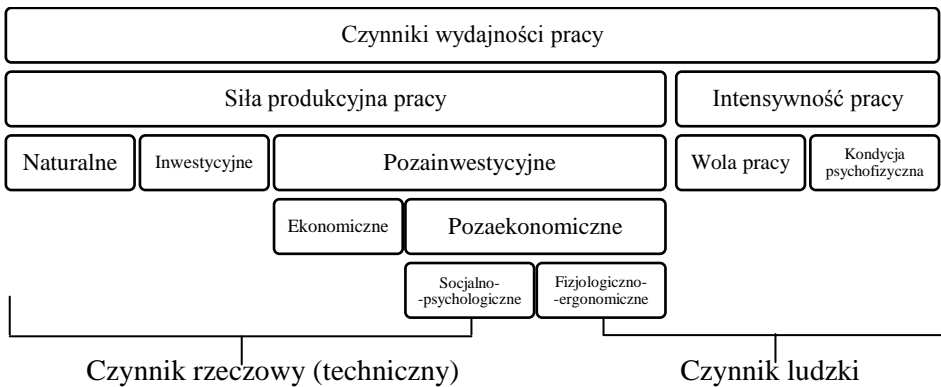 Czynniki wydajności pracy
Siła produkcyjna pracy
Intensywność pracy
Naturalne
Inwestycyjne
Pozainwestycyjne
Wola pracy
Kondycja
psychofizyczna
Ekonomiczne
Pozaekonomiczne
Socjalno-
-psychologiczne
Fizjologiczno-
-ergonomiczne
Czynnik rzeczowy (techniczny)
Czynnik ludzki